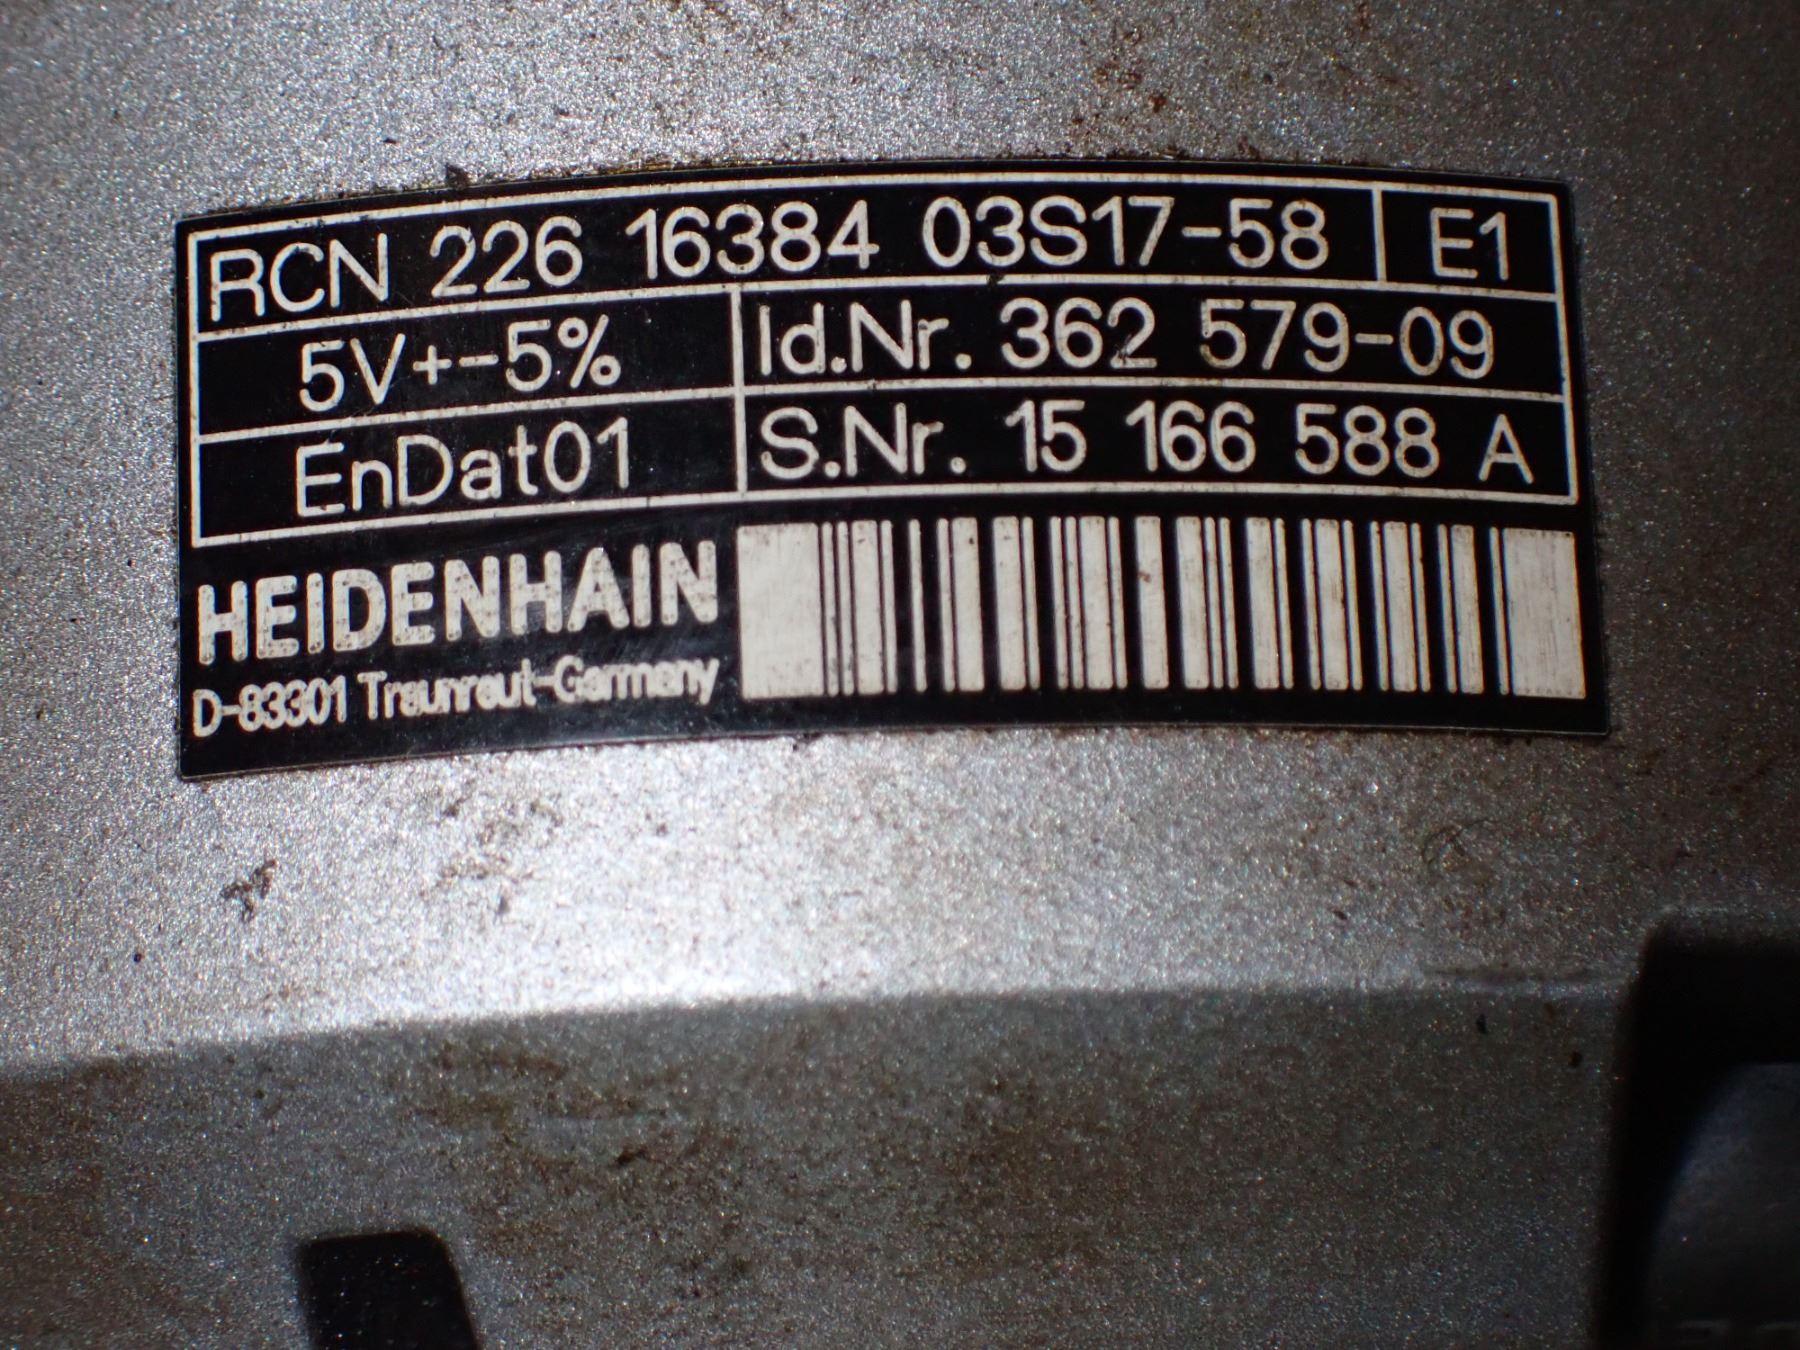 RCN 226 16384 03S17-58 E1
5V+-5% Id.Nr. 362 579-09
EnDat01 S.Nr. 15 166 588 A
HEIDENHAIN
D-83301 Traunreut-Germany